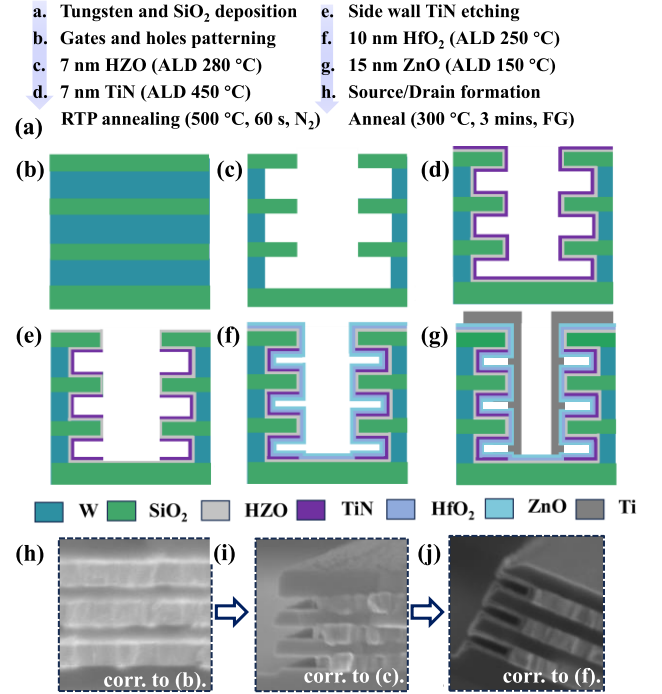 a. Tungsten and SiO₂ deposition
b. Gates and holes patterning
c. 7 nm HZO (ALD 280 °C)
d. 7 nm TiN (ALD 450 °C)
RTP annealing (500 °C, 60 s, N₂)
e. Side wall TiN etching
f. 10 nm HfO₂ (ALD 250 °C)
g. 15 nm ZnO (ALD 150 °C)
h. Source/Drain formation
Anneal (300 °C, 3 mins, FG)
(a)
(b) (c) (d)
(e) (f) (g)
W SiO₂ HZO TiN HfO₂ ZnO Ti
(h) (i) (j)
corr. to (b). corr. to (c). corr. to (f).